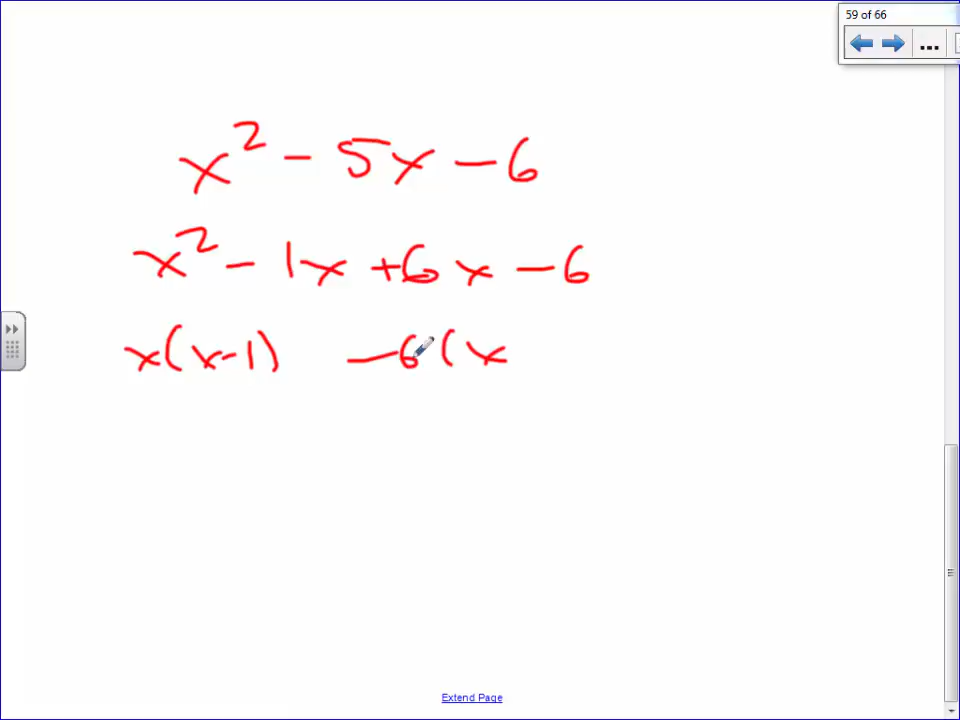 59 of 66
...
x² - 5x - 6
x² - 1x + 6x - 6
x(x-1) -6(x
Extend Page